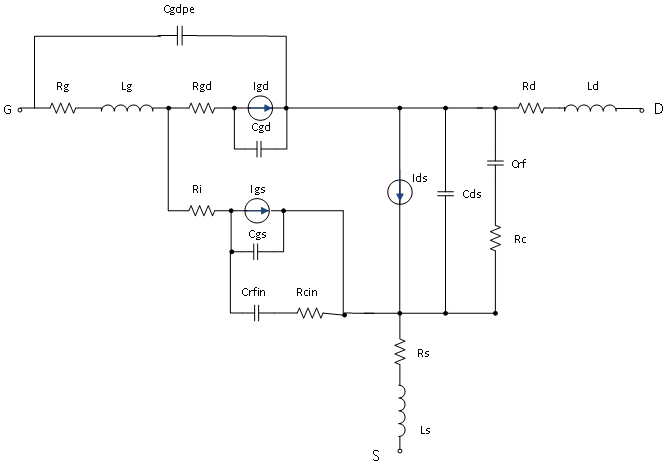 Cgdpe
Rg Lg Rgd Igd Rd Ld
G D
Cgd
Crf
Ri Igs Ids Cds
Cgs Rc
Crfin Rcin
Rs
Ls
S